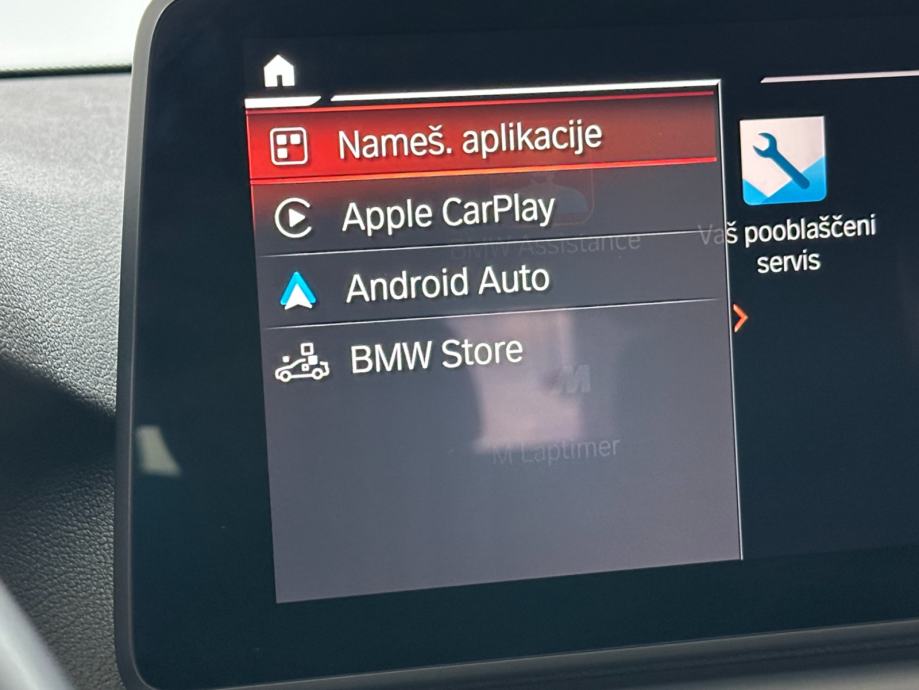 Nameš. aplikacije
Apple CarPlay
Android Auto
BMW Store
BMW Assistance
M
M Laptimer
Vaš pooblaščeni
servis